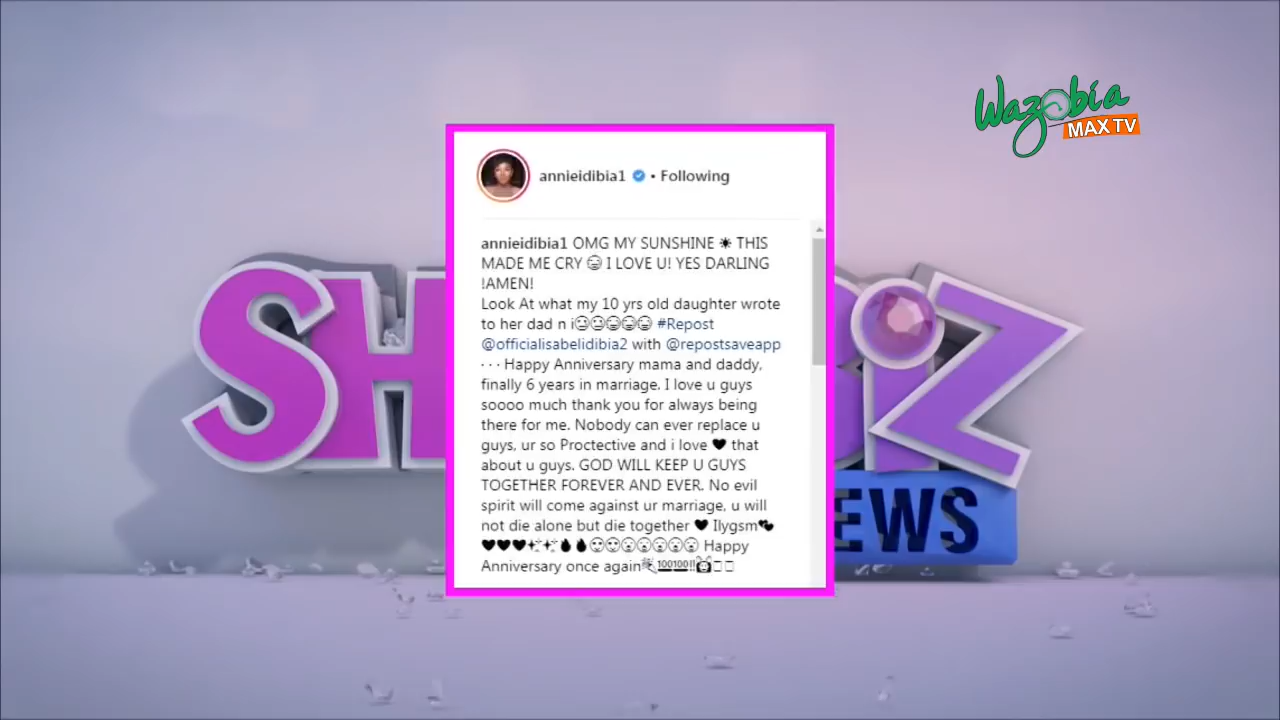 Wazobia
MAX TV
annieidibia1 • Following
annieidibia1 OMG MY SUNSHINE ☀ THIS
MADE ME CRY 😭 I LOVE U! YES DARLING
!AMEN!
Look At what my 10 yrs old daughter wrote
to her dad n i😭😭😭😭😭 #Repost
@officialisabelidibia2 with @repostsaveapp
· · · Happy Anniversary mama and daddy,
finally 6 years in marriage. I love u guys
soooo much thank you for always being
there for me. Nobody can ever replace u
guys, ur so Proctective and i love ❤ that
about u guys. GOD WILL KEEP U GUYS
TOGETHER FOREVER AND EVER. No evil
spirit will come against ur marriage, u will
not die alone but die together ❤ Ilygsm💕
❤❤❤✨✨🔥🔥😍😍😘😘😘😘😘 Happy
Anniversary once again🎉💯💯‼
SH
iZ
EWS